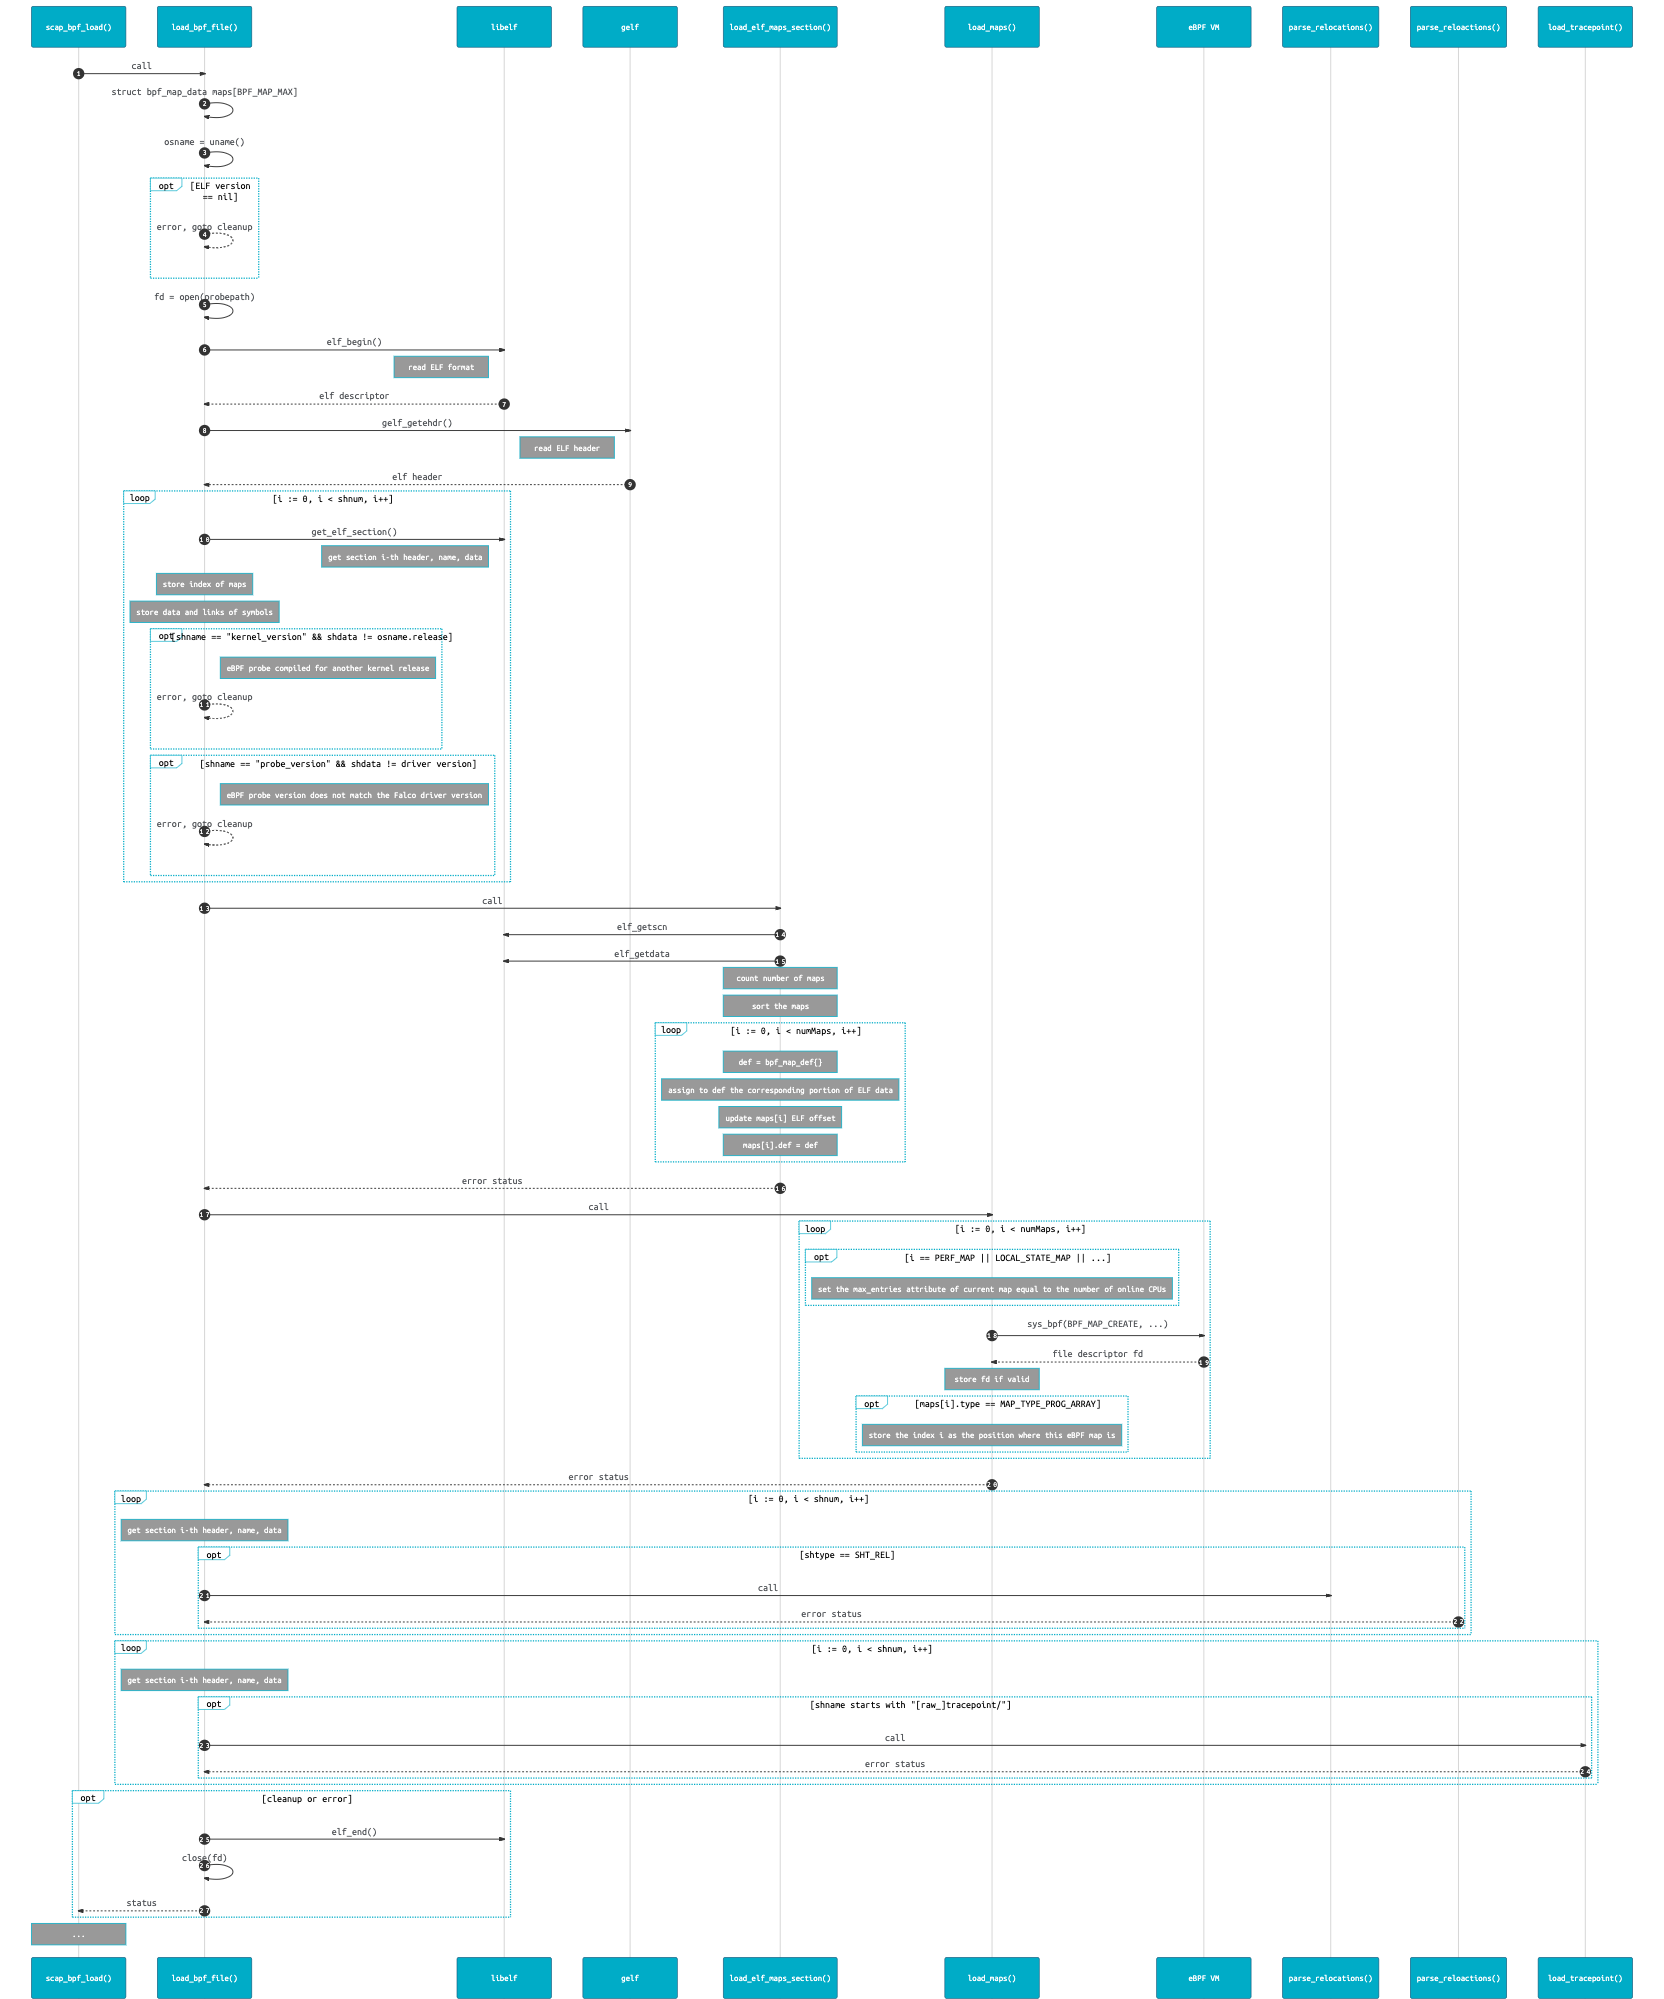 scap_bpf_load()
load_bpf_file()
libelf
gelf
load_elf_maps_section()
load_maps()
eBPF VM
parse_relocations()
parse_reloactions()
load_tracepoint()
call
1
struct bpf_map_data maps[BPF_MAP_MAX]
2
osname = uname()
3
opt
[ELF version
== nil]
error, goto cleanup
4
fd = open(probepath)
5
elf_begin()
6
read ELF format
elf descriptor
7
gelf_getehdr()
8
read ELF header
elf header
9
loop
[i := 0, i < shnum, i++]
get_elf_section()
10
get section i-th header, name, data
store index of maps
store data and links of symbols
opt
[shname == "kernel_version" && shdata != osname.release]
eBPF probe compiled for another kernel release
error, goto cleanup
11
opt
[shname == "probe_version" && shdata != driver version]
eBPF probe version does not match the Falco driver version
error, goto cleanup
12
call
13
elf_getscn
14
elf_getdata
15
count number of maps
sort the maps
loop
[i := 0, i < numMaps, i++]
def = bpf_map_def{}
assign to def the corresponding portion of ELF data
update maps[i] ELF offset
maps[i].def = def
error status
16
call
17
loop
[i := 0, i < numMaps, i++]
opt
[i == PERF_MAP || LOCAL_STATE_MAP || ...]
set the max_entries attribute of current map equal to the number of online CPUs
sys_bpf(BPF_MAP_CREATE, ...)
18
file descriptor fd
19
store fd if valid
opt
[maps[i].type == MAP_TYPE_PROG_ARRAY]
store the index i as the position where this eBPF map is
error status
20
loop
[i := 0, i < shnum, i++]
get section i-th header, name, data
opt
[shtype == SHT_REL]
call
21
error status
22
loop
[i := 0, i < shnum, i++]
get section i-th header, name, data
opt
[shname starts with "[raw_]tracepoint/"]
call
23
error status
24
opt
[cleanup or error]
elf_end()
25
close(fd)
26
status
27
...
scap_bpf_load()
load_bpf_file()
libelf
gelf
load_elf_maps_section()
load_maps()
eBPF VM
parse_relocations()
parse_reloactions()
load_tracepoint()